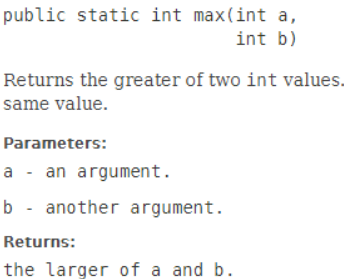 public static int max(int a,
int b)
Returns the greater of two int values.
same value.
Parameters:
a - an argument.
b - another argument.
Returns:
the larger of a and b.